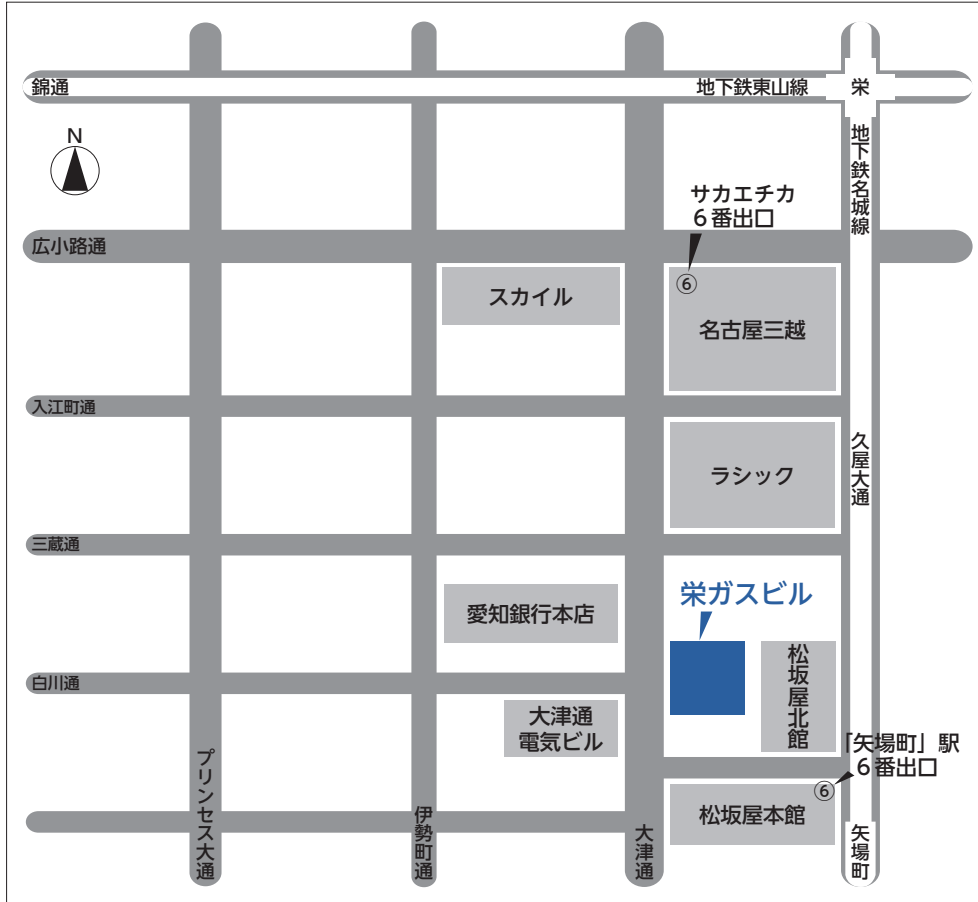 錦通
地下鉄東山線
栄
N
地下鉄名城線
サカエチカ
6番出口
広小路通
⑥
スカイル
名古屋三越
入江町通
久屋大通
ラシック
三蔵通
栄ガスビル
愛知銀行本店
松坂屋北館
白川通
大津通
電気ビル
「矢場町」駅
6番出口
プリンセス大通
⑥
伊勢町通
松坂屋本館
大津通
矢場町